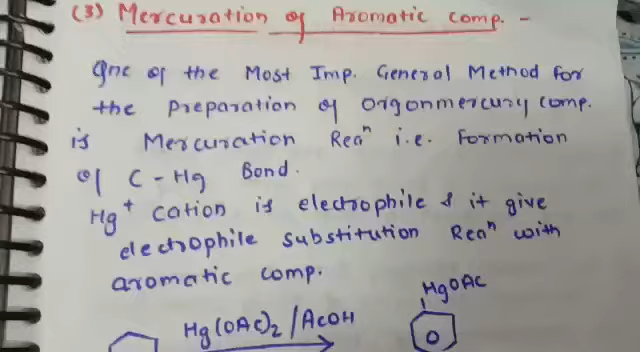 (3) Mercuration of Aromatic comp. -
One of the Most Imp. General Method for
the preparation of Orgonmercury comp.
is Mercuration Reaⁿ i.e. Formation
of C - Hg Bond.
Hg⁺ cation is electrophile & it give
electrophile substitution Reaⁿ with
aromatic comp.
HgOAc
Hg(OAc)₂/AcOH